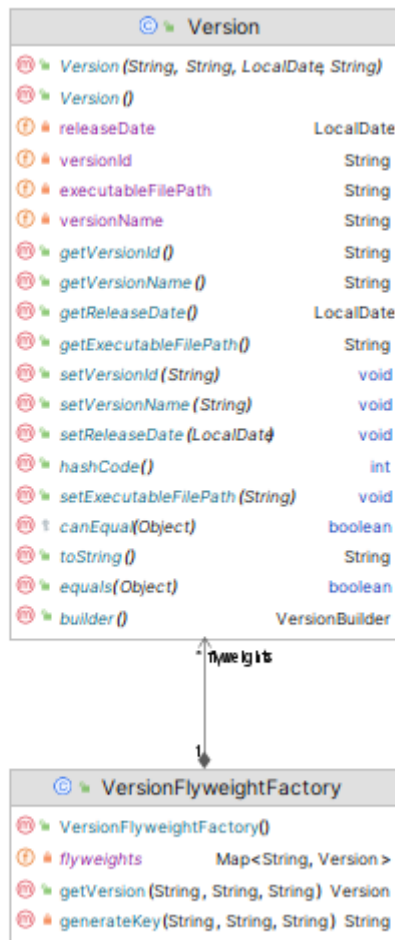 Version
Version(String, String, LocalDate, String)
Version()
releaseDate LocalDate
versionId String
executableFilePath String
versionName String
getVersionId() String
getVersionName() String
getReleaseDate() LocalDate
getExecutableFilePath() String
setVersionId(String) void
setVersionName(String) void
setReleaseDate(LocalDate) void
hashCode() int
setExecutableFilePath(String) void
canEqual(Object) boolean
toString() String
equals(Object) boolean
builder() VersionBuilder
* flyweights
1
VersionFlyweightFactory
VersionFlyweightFactory()
flyweights Map<String, Version>
getVersion(String, String, String) Version
generateKey(String, String, String) String